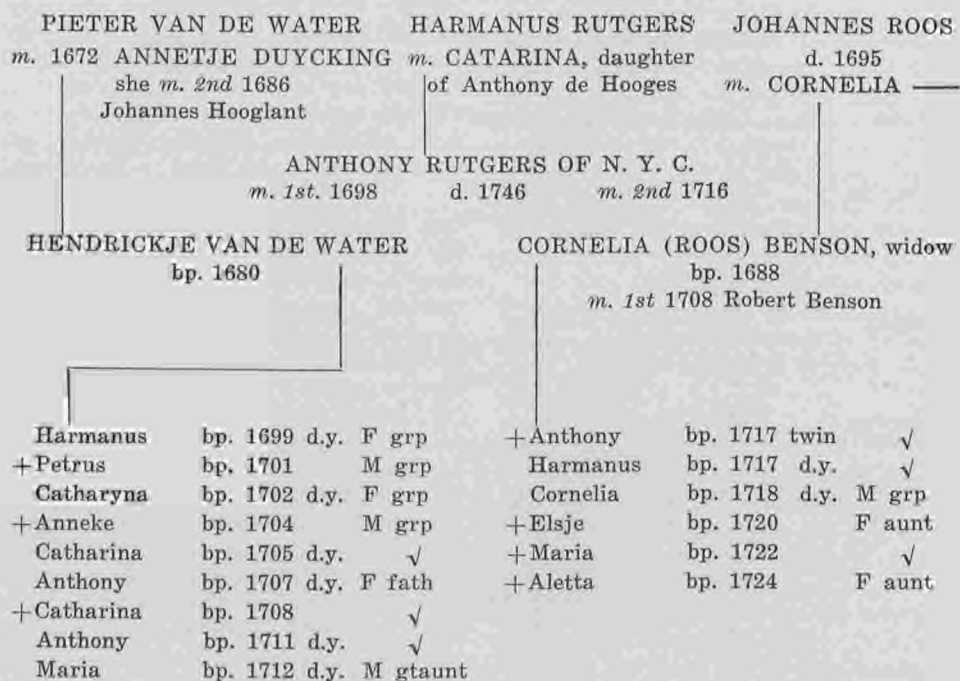 PIETER VAN DE WATER HARMANUS RUTGERS JOHANNES ROOS
m. 1672 ANNETJE DUYCKING m. CATARINA, daughter d. 1695
she m. 2nd 1686 of Anthony de Hooges m. CORNELIA
Johannes Hooglant
ANTHONY RUTGERS OF N. Y. C.
m. 1st. 1698 d. 1746 m. 2nd 1716
HENDRICKJE VAN DE WATER CORNELIA (ROOS) BENSON, widow
bp. 1680 bp. 1688
m. 1st 1708 Robert Benson
Harmanus bp. 1699 d.y. F grp
+Petrus bp. 1701 M grp
Catharyna bp. 1702 d.y. F grp
+Anneke bp. 1704 M grp
Catharina bp. 1705 d.y. √
Anthony bp. 1707 d.y. F fath
+Catharina bp. 1708 √
Anthony bp. 1711 d.y. √
Maria bp. 1712 d.y. M gtaunt
+Anthony bp. 1717 twin √
Harmanus bp. 1717 d.y. √
Cornelia bp. 1718 d.y. M grp
+Elsje bp. 1720 F aunt
+Maria bp. 1722 √
+Aletta bp. 1724 F aunt